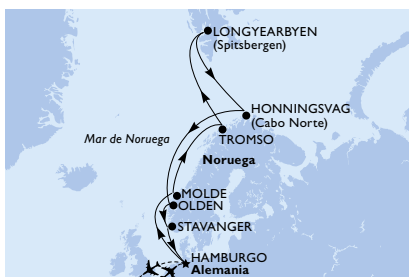 LONGYEARBYEN
(Spitsbergen)
HONNINGSVAG
(Cabo Norte)
TROMSO
Mar de Noruega
Noruega
MOLDE
OLDEN
STAVANGER
HAMBURGO
Alemania